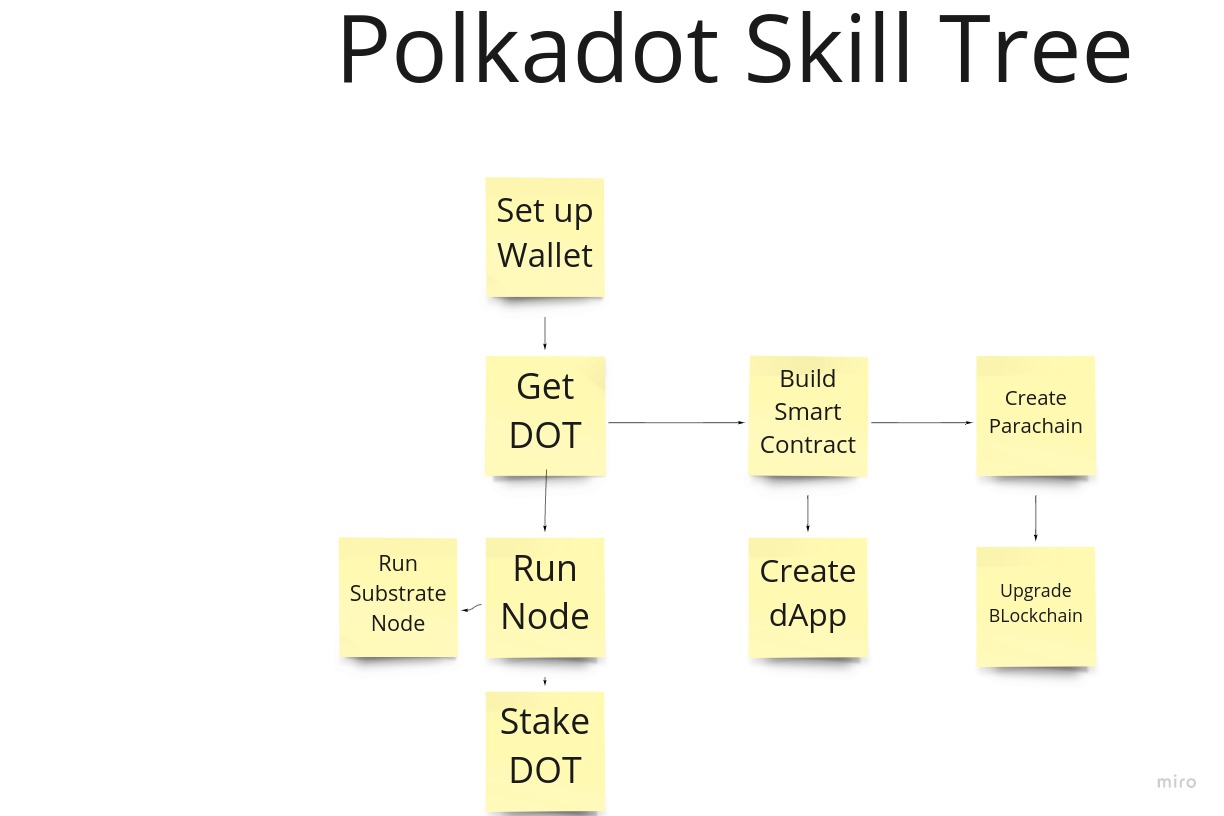 Polkadot Skill Tree
Set up
Wallet
Get
DOT
Build
Smart
Contract
Create
Parachain
Run
Substrate
Node
Run
Node
Create
dApp
Upgrade
BLockchain
Stake
DOT
miro